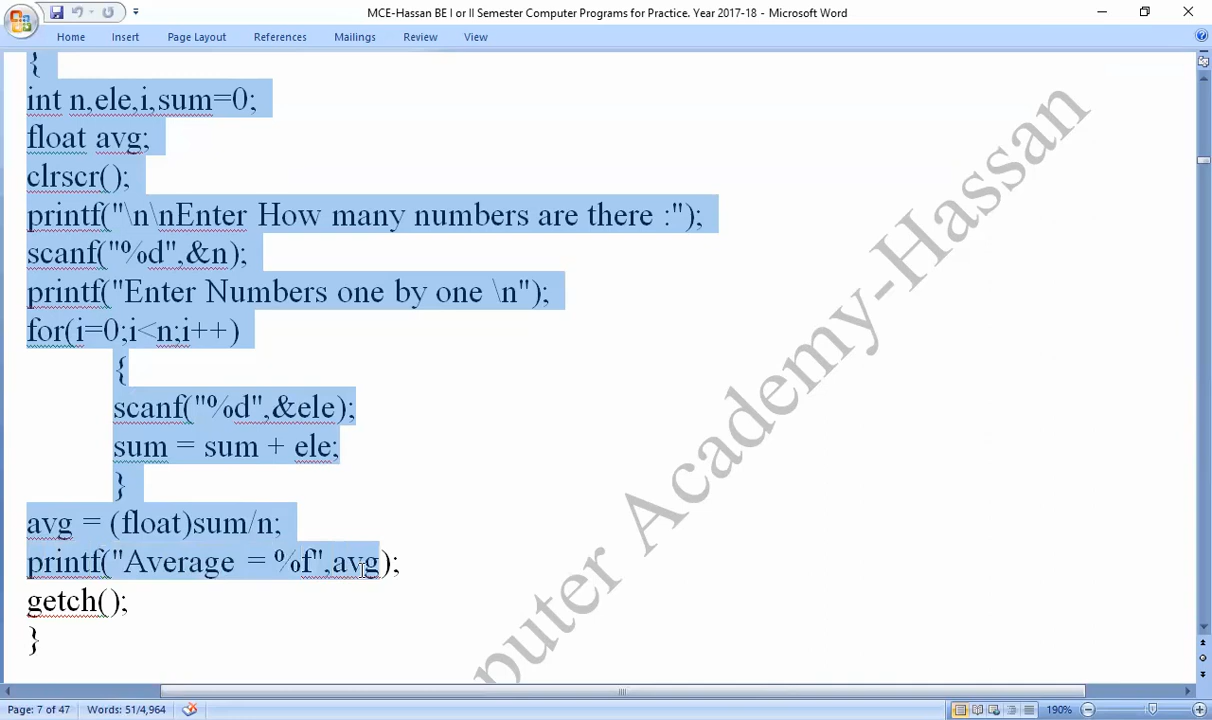 MCE-Hassan BE I or II Semester Computer Programs for Practice. Year 2017-18 - Microsoft Word
Home Insert Page Layout References Mailings Review View
{
int n,ele,i,sum=0;
float avg;
clrscr();
printf("\n\nEnter How many numbers are there :");
scanf("%d",&n);
printf("Enter Numbers one by one \n");
for(i=0;i<n;i++)
{
scanf("%d",&ele);
sum = sum + ele;
}
avg = (float)sum/n;
printf("Average = %f",avg);
getch();
}
puter Academy-Hassan
Page: 7 of 47 Words: 51/4,964 190%